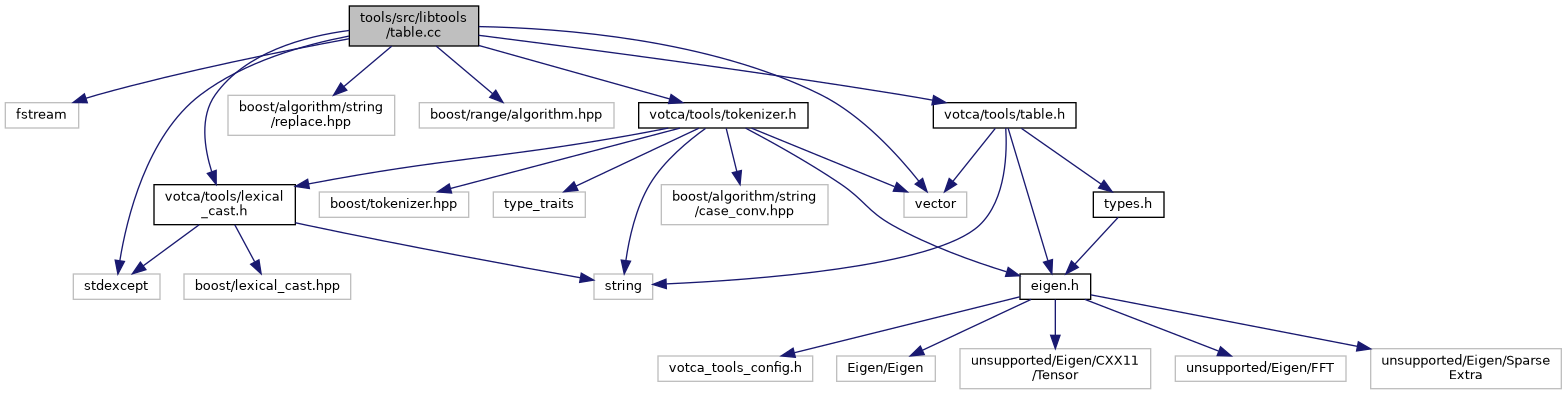 tools/src/libtools
/table.cc
fstream
boost/algorithm/string
/replace.hpp
boost/range/algorithm.hpp
votca/tools/tokenizer.h
votca/tools/table.h
votca/tools/lexical
_cast.h
boost/tokenizer.hpp
type_traits
boost/algorithm/string
/case_conv.hpp
vector
types.h
stdexcept
boost/lexical_cast.hpp
string
eigen.h
votca_tools_config.h
Eigen/Eigen
unsupported/Eigen/CXX11
/Tensor
unsupported/Eigen/FFT
unsupported/Eigen/Sparse
Extra